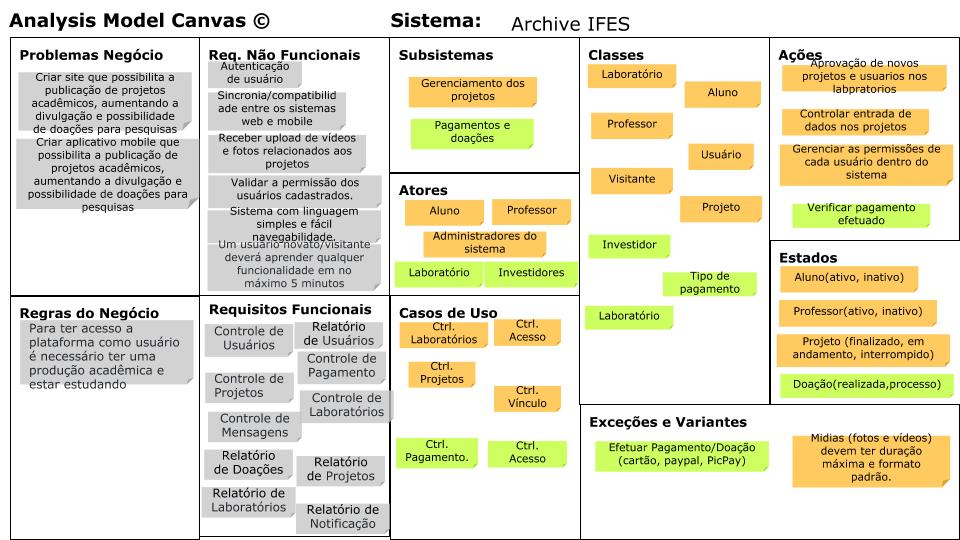 Analysis Model Canvas ©
Sistema:
Archive IFES
Problemas Negócio
Criar site que possibilita a
publicação de projetos
acadêmicos, aumentando a
divulgação e possibilidade
de doações para pesquisas
Criar aplicativo mobile que
possibilita a publicação de
projetos acadêmicos,
aumentando a divulgação e
possibilidade de doações para
pesquisas
Req. Não Funcionais
Autenticação
de usuário
Sincronia/compatibilid
ade entre os sistemas
web e mobile
Receber upload de vídeos
e fotos relacionados aos
projetos
Validar a permissão dos
usuários cadastrados.
Sistema com linguagem
simples e fácil
navegabilidade.
Um usuário novato/visitante
deverá aprender qualquer
funcionalidade em no
máximo 5 minutos
Subsistemas
Gerenciamento dos
projetos
Pagamentos e
doações
Atores
Aluno
Professor
Administradores do
sistema
Laboratório
Investidores
Classes
Laboratório
Aluno
Professor
Usuário
Visitante
Projeto
Investidor
Tipo de
pagamento
Laboratório
Ações
Aprovação de novos
projetos e usuarios nos
labpratorios
Controlar entrada de
dados nos projetos
Gerenciar as permissões de
cada usuário dentro do
sistema
Verificar pagamento
efetuado
Estados
Aluno(ativo, inativo)
Professor(ativo, inativo)
Projeto (finalizado, em
andamento, interrompido)
Doação(realizada,processo)
Regras do Negócio
Para ter acesso a
plataforma como usuário
é necessário ter uma
produção acadêmica e
estar estudando
Requisitos Funcionais
Controle de
Usuários
Relatório
de Usuários
Controle de
Pagamento
Controle de
Projetos
Controle de
Laboratórios
Controle de
Mensagens
Relatório
de Doações
Relatório
de Projetos
Relatório de
Laboratórios
Relatório de
Notificação
Casos de Uso
Ctrl.
Laboratórios
Ctrl.
Acesso
Ctrl.
Projetos
Ctrl.
Vínculo
Ctrl.
Pagamento.
Ctrl.
Acesso
Exceções e Variantes
Efetuar Pagamento/Doação
(cartão, paypal, PicPay)
Midias (fotos e vídeos)
devem ter duração
máxima e formato
padrão.